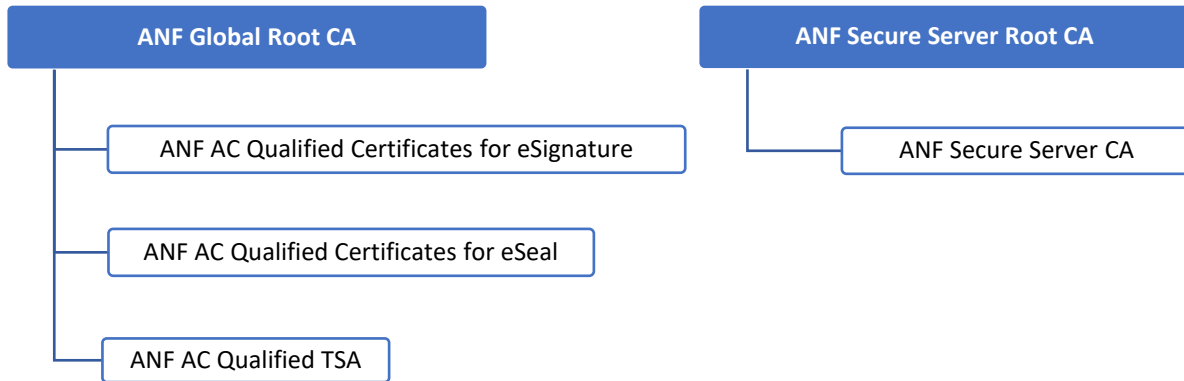 ANF Global Root CA
ANF AC Qualified Certificates for eSignature
ANF AC Qualified Certificates for eSeal
ANF AC Qualified TSA
ANF Secure Server Root CA
ANF Secure Server CA